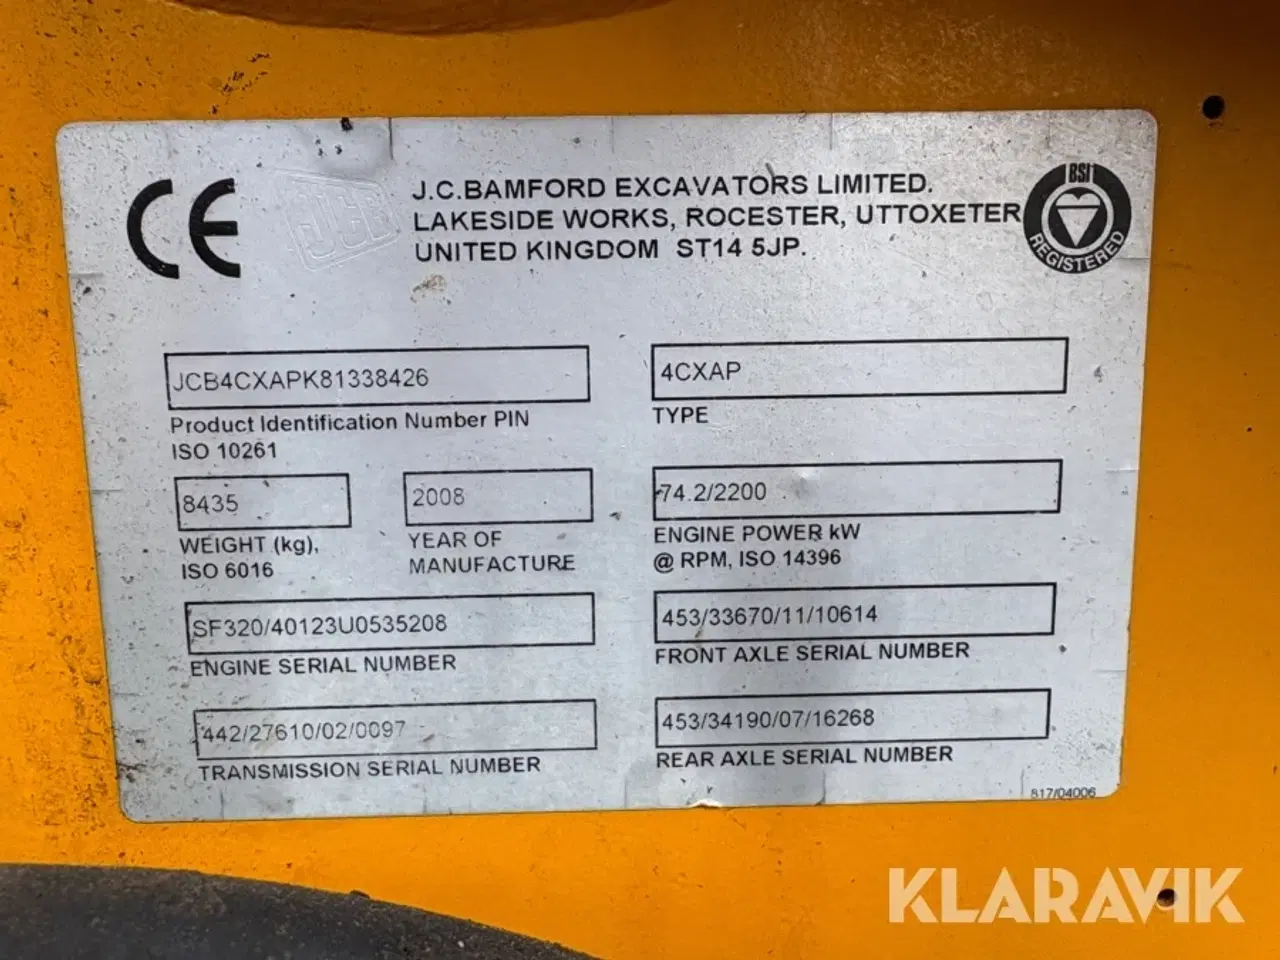 CE
JCB
J.C.BAMFORD EXCAVATORS LIMITED.
LAKESIDE WORKS, ROCESTER, UTTOXETER
UNITED KINGDOM ST14 5JP.
BSI
REGISTERED
JCB4CXAPK81338426
Product Identification Number PIN
ISO 10261
4CXAP
TYPE
8435
WEIGHT (kg),
ISO 6016
2008
YEAR OF
MANUFACTURE
74.2/2200
ENGINE POWER kW
@ RPM, ISO 14396
SF320/40123U0535208
ENGINE SERIAL NUMBER
453/33670/11/10614
FRONT AXLE SERIAL NUMBER
442/27610/02/0097
TRANSMISSION SERIAL NUMBER
453/34190/07/16268
REAR AXLE SERIAL NUMBER
817/04006
KLARAVIK